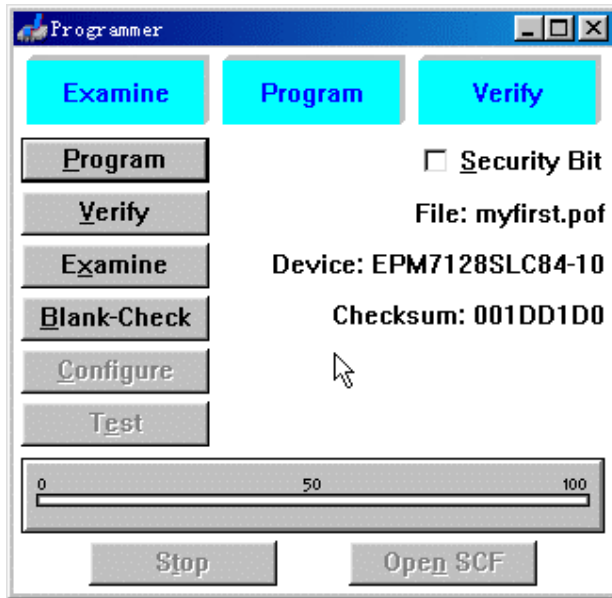 Programmer
Examine Program Verify
Program
Security Bit
Verify
File: myfirst.pof
Examine
Device: EPM7128SLC84-10
Blank-Check
Checksum: 001DD1D0
Configure
Test
0 50 100
Stop Open SCF